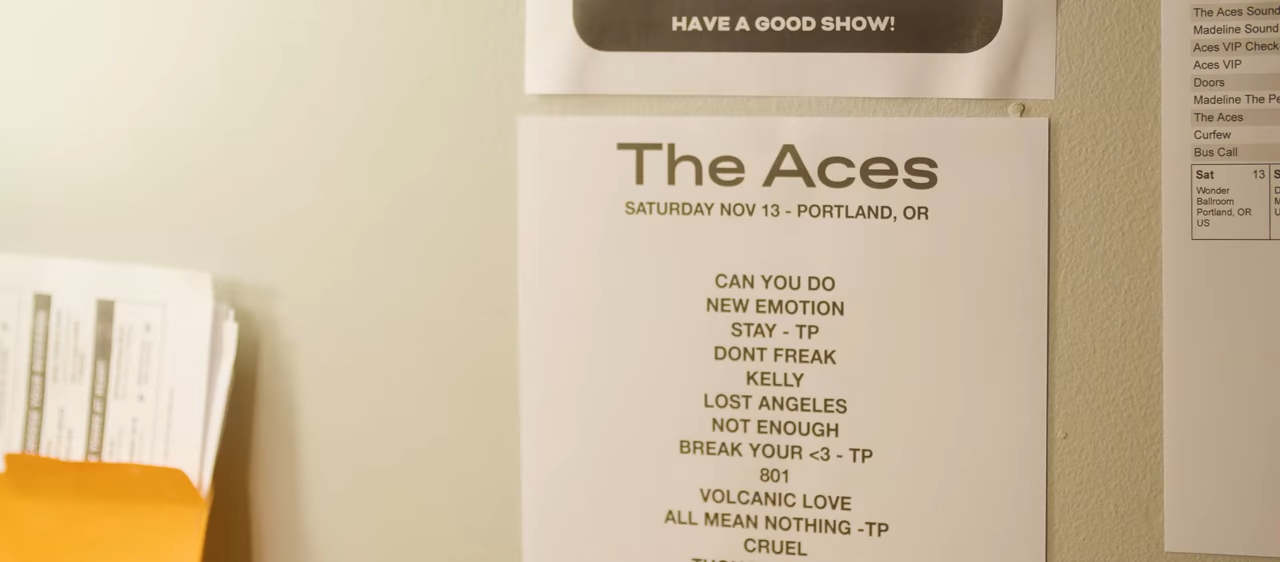 HAVE A GOOD SHOW!
The Aces
SATURDAY NOV 13 - PORTLAND, OR
CAN YOU DO
NEW EMOTION
STAY - TP
DONT FREAK
KELLY
LOST ANGELES
NOT ENOUGH
BREAK YOUR <3 - TP
801
VOLCANIC LOVE
ALL MEAN NOTHING -TP
CRUEL
The Aces Sound
Madeline Sound
Aces VIP Check
Aces VIP
Doors
Madeline The
The Aces
Curfew
Bus Call
Sat 13
Wonder
Ballroom
Portland, OR
US